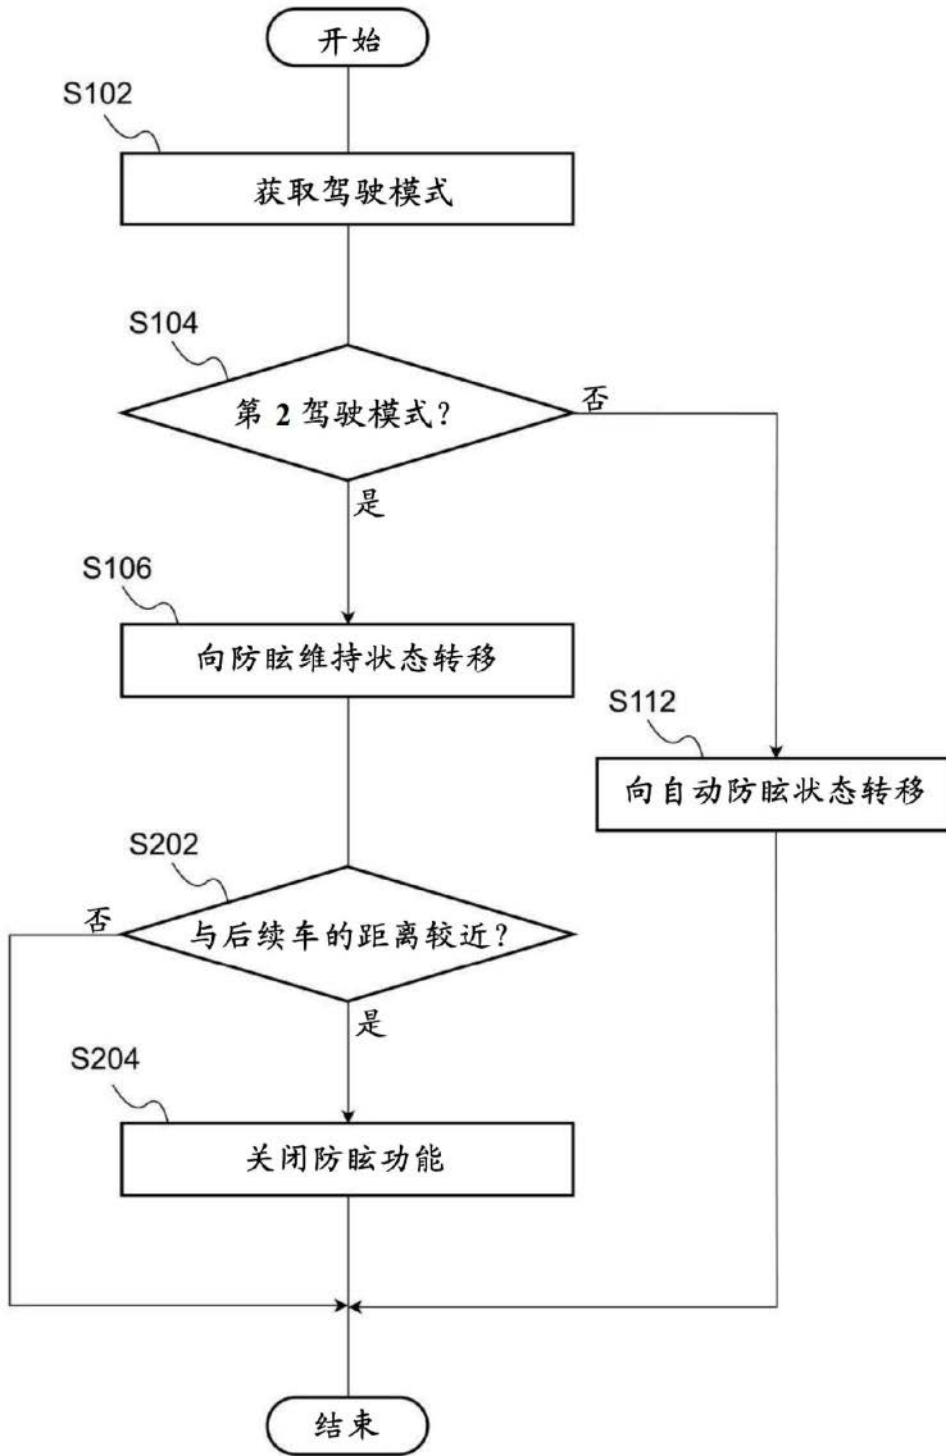 开始
S102
获取驾驶模式
S104
第 2 驾驶模式？
否
是
S106
向防眩维持状态转移
S112
向自动防眩状态转移
S202
否
与后续车的距离较近？
是
S204
关闭防眩功能
结束